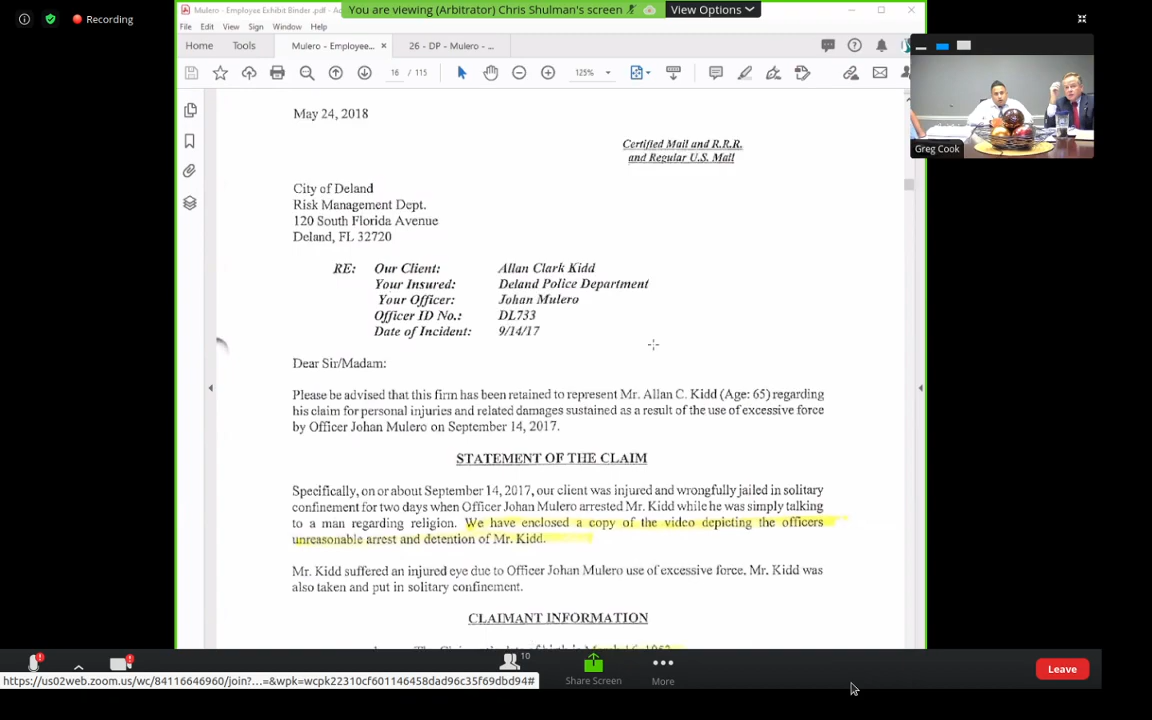 Recording
You are viewing (Arbitrator) Chris Shulman's screen
View Options
Mulero - Employee Exhibit Binder .pdf
File Edit View Sign Window Help
Home Tools Mulero - Employee... × 26 - DP - Mulero - ...
16 / 115 125%
Greg Cook
May 24, 2018
Certified Mail and R.R.R.
and Regular U.S. Mail
City of Deland
Risk Management Dept.
120 South Florida Avenue
Deland, FL 32720
RE: Our Client: Allan Clark Kidd
Your Insured: Deland Police Department
Your Officer: Johan Mulero
Officer ID No.: DL733
Date of Incident: 9/14/17
Dear Sir/Madam:
Please be advised that this firm has been retained to represent Mr. Allan C. Kidd (Age: 65) regarding
his claim for personal injuries and related damages sustained as a result of the use of excessive force
by Officer Johan Mulero on September 14, 2017.
STATEMENT OF THE CLAIM
Specifically, on or about September 14, 2017, our client was injured and wrongfully jailed in solitary
confinement for two days when Officer Johan Mulero arrested Mr. Kidd while he was simply talking
to a man regarding religion. We have enclosed a copy of the video depicting the officers
unreasonable arrest and detention of Mr. Kidd.
Mr. Kidd suffered an injured eye due to Officer Johan Mulero use of excessive force. Mr. Kidd was
also taken and put in solitary confinement.
CLAIMANT INFORMATION
10
Share Screen
More
Leave
https://us02web.zoom.us/wc/84116646960/join?...=&wpk=wcpk22310cf601146458dad96c35f69dbd94#